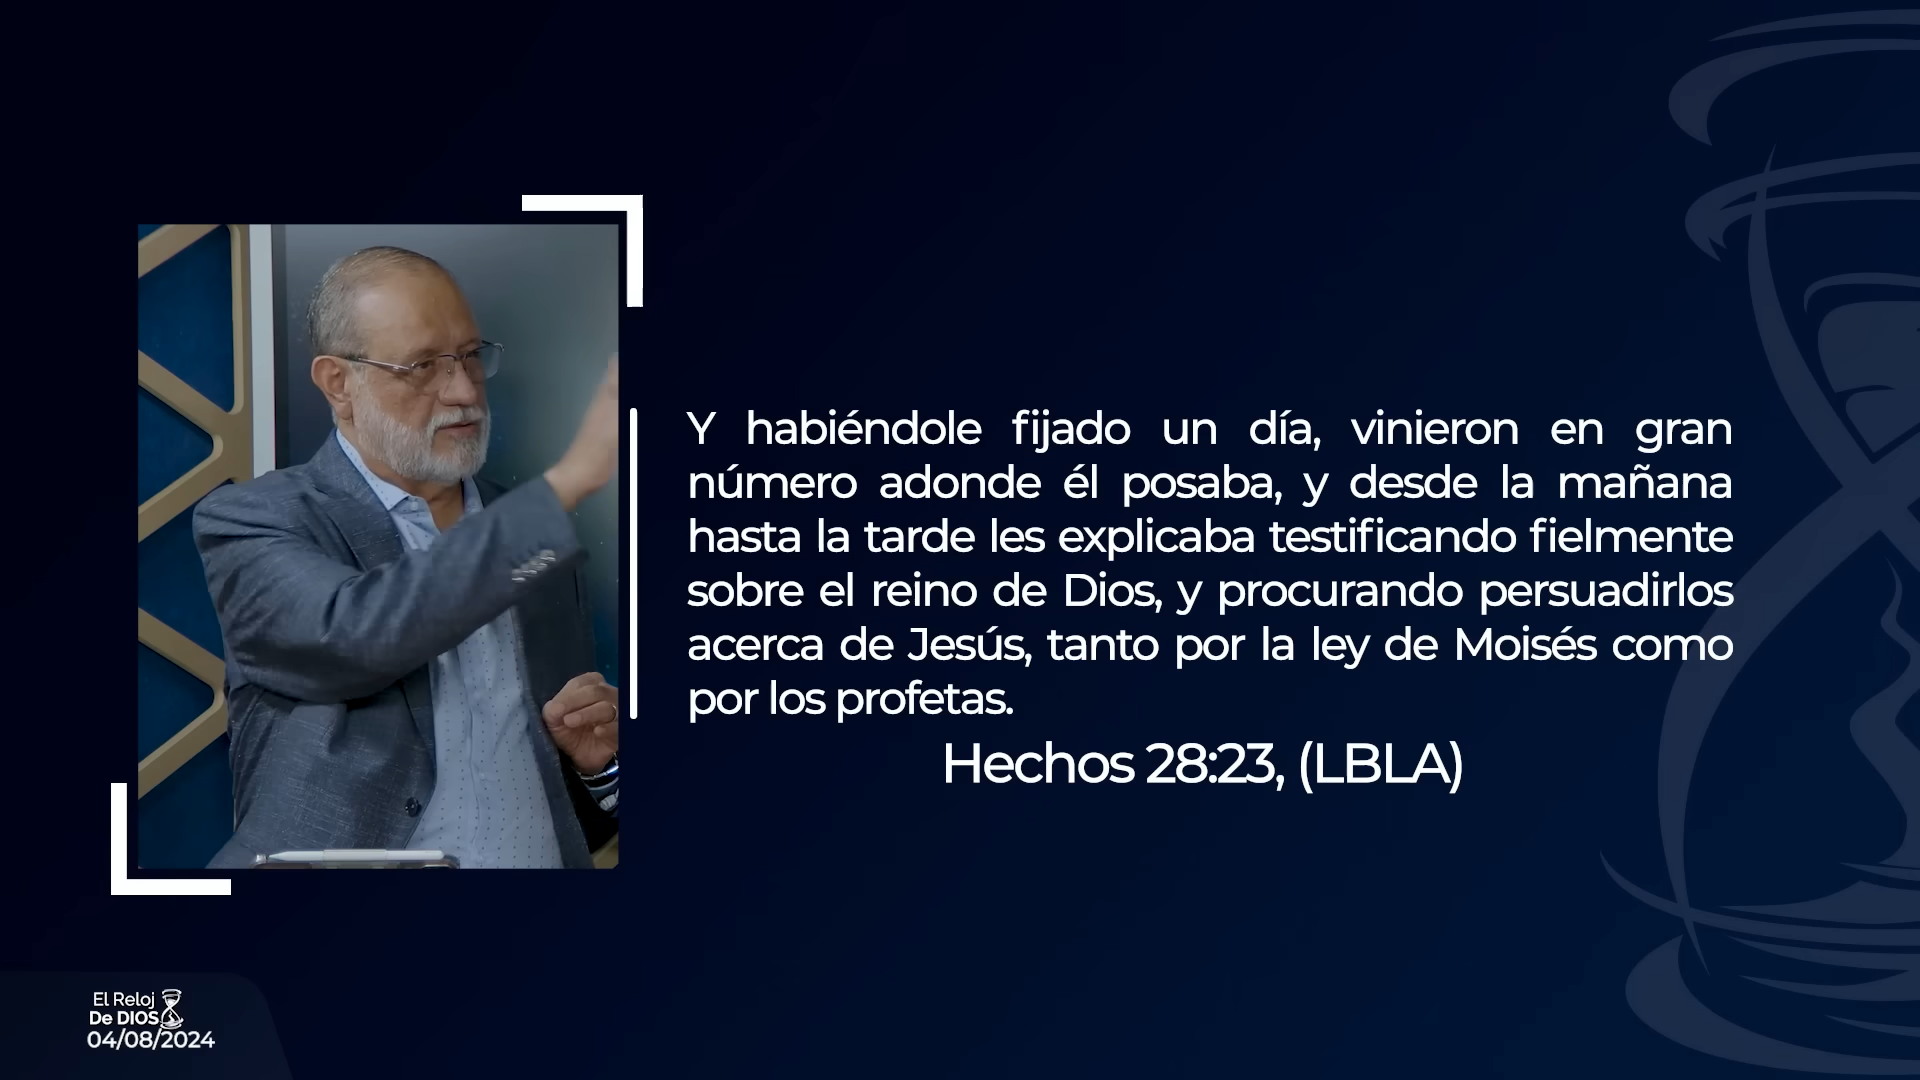 Y habiéndole fijado un día, vinieron en gran
número adonde él posaba, y desde la mañana
hasta la tarde les explicaba testificando fielmente
sobre el reino de Dios, y procurando persuadirlos
acerca de Jesús, tanto por la ley de Moisés como
por los profetas.
Hechos 28:23, (LBLA)
El Reloj
De DIOS
04/08/2024